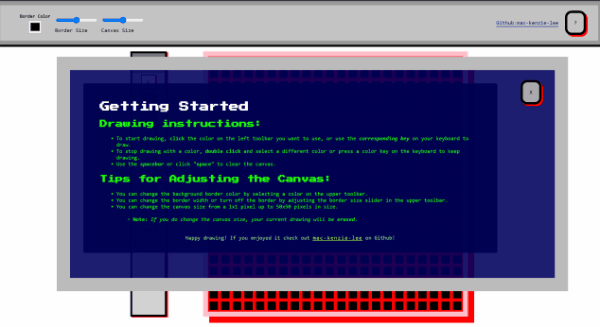 Border Color
Border Size
Canvas Size
Github:mac-kenzie-lee
?
Getting Started
Drawing instructions:
• To start drawing, click the color on the left toolbar you want to use, or use the corresponding key on your keyboard to
draw.
• To stop drawing with a color, double click and select a different color or press a color key on the keyboard to keep
drawing.
• Use the spacebar or click "space" to clear the canvas.
Tips for Adjusting the Canvas:
• You can change the background border color by selecting a color on the upper toolbar.
• You can change the border width or turn off the border by adjusting the border size slider in the upper toolbar.
• You can change the canvas size from a 1x1 pixel up to 50x50 pixels in size.
◦ Note: If you do change the canvas size, your current drawing will be erased.
Happy drawing! If you enjoyed it check out mac-kenzie-lee on Github!